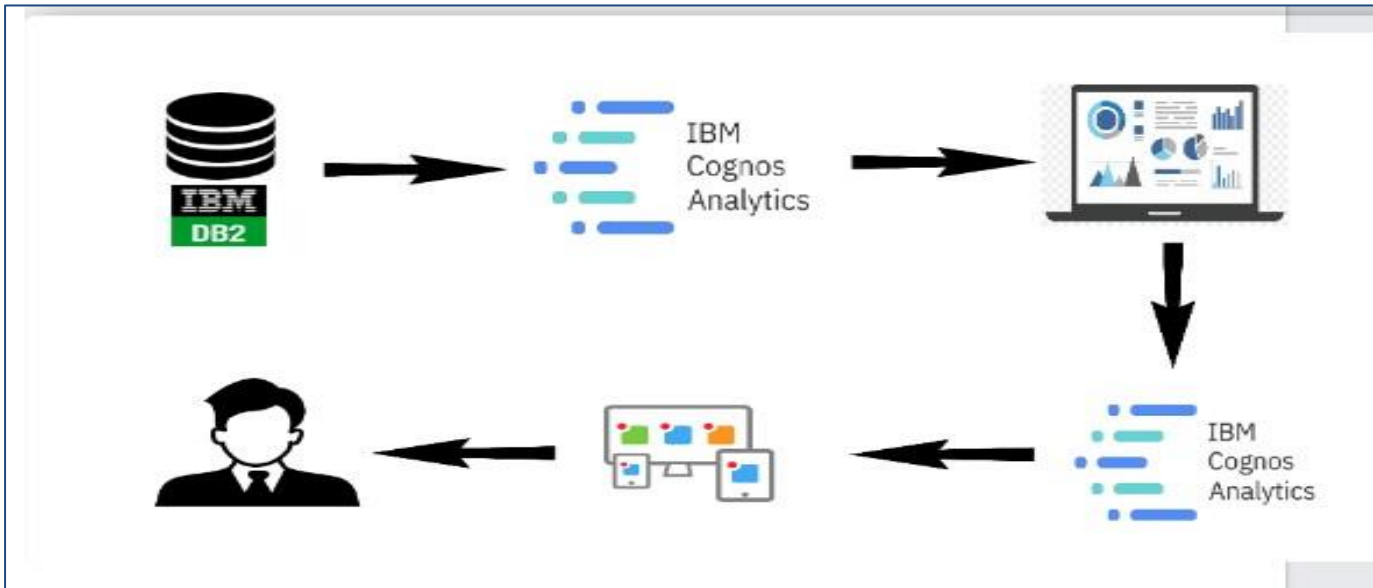 IBM
DB2
IBM
Cognos
Analytics
IBM
Cognos
Analytics